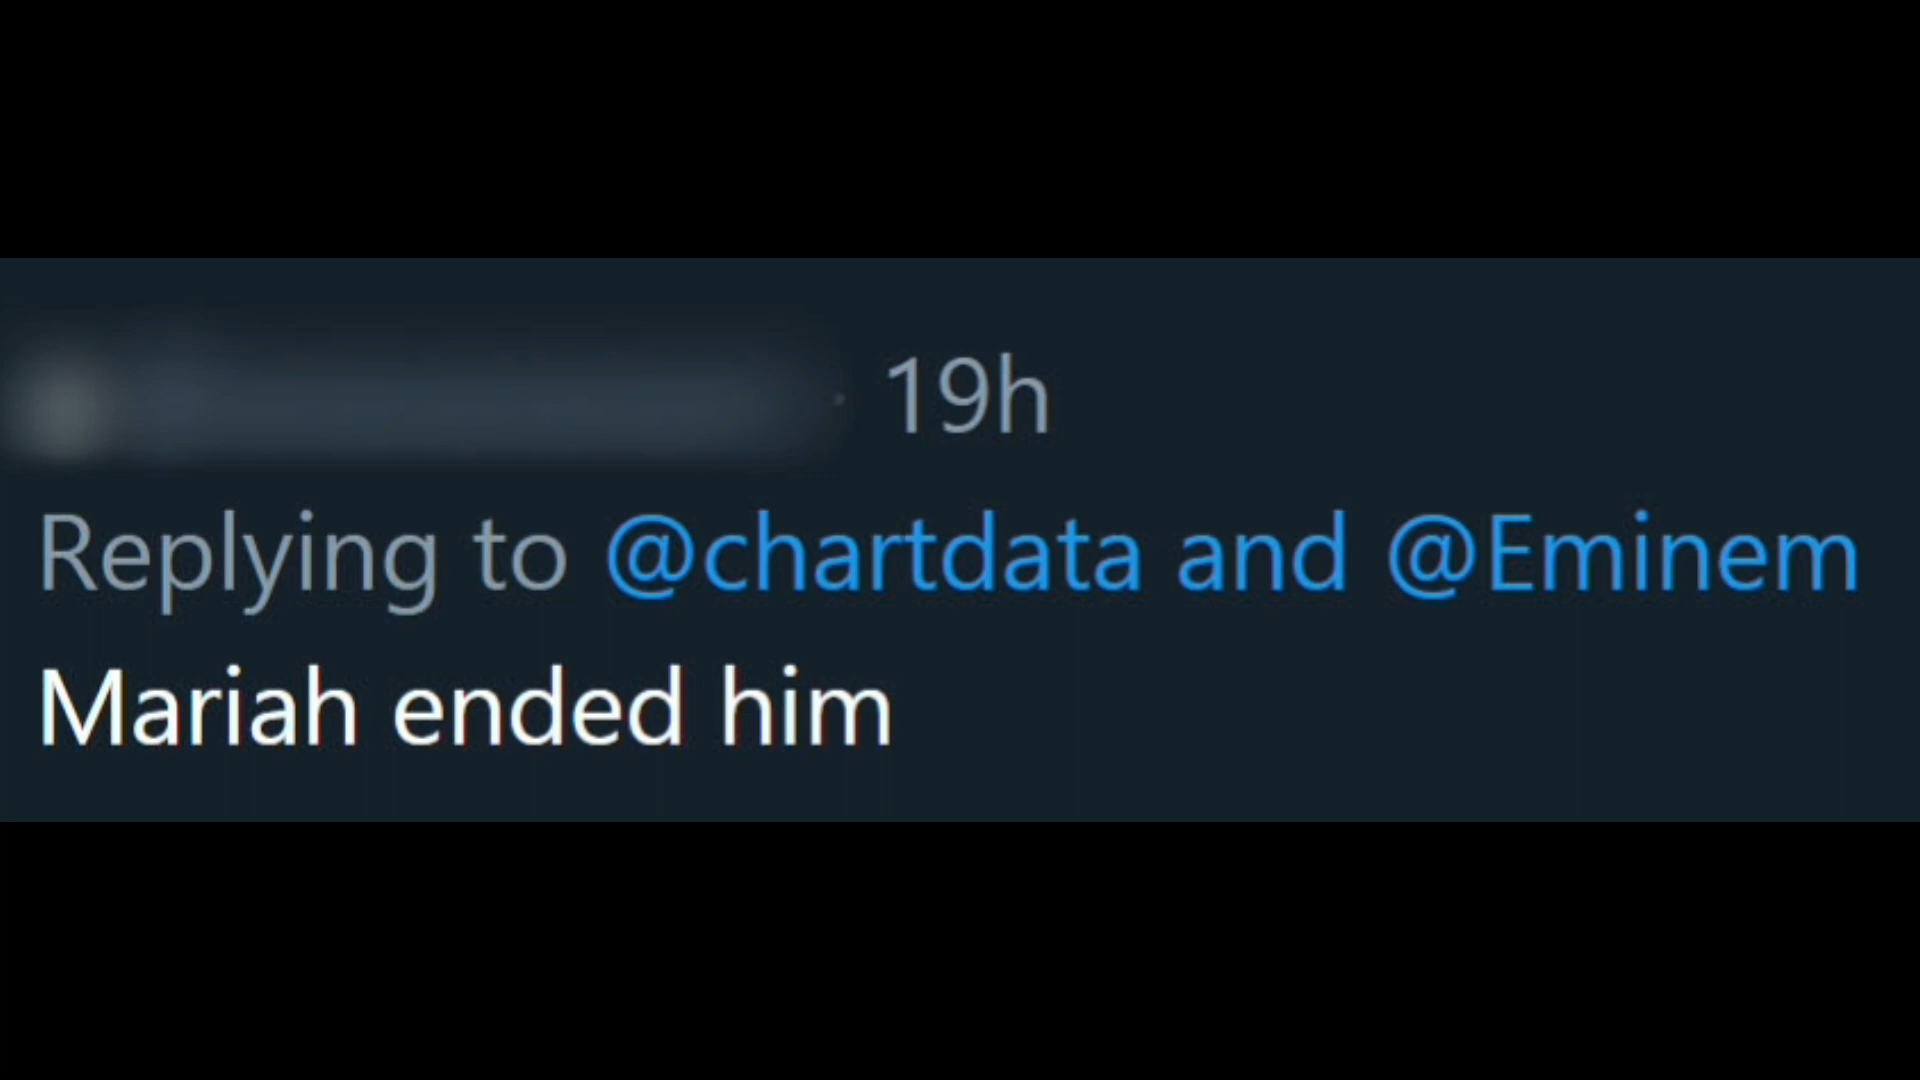 · 19h
Replying to @chartdata and @Eminem
Mariah ended him